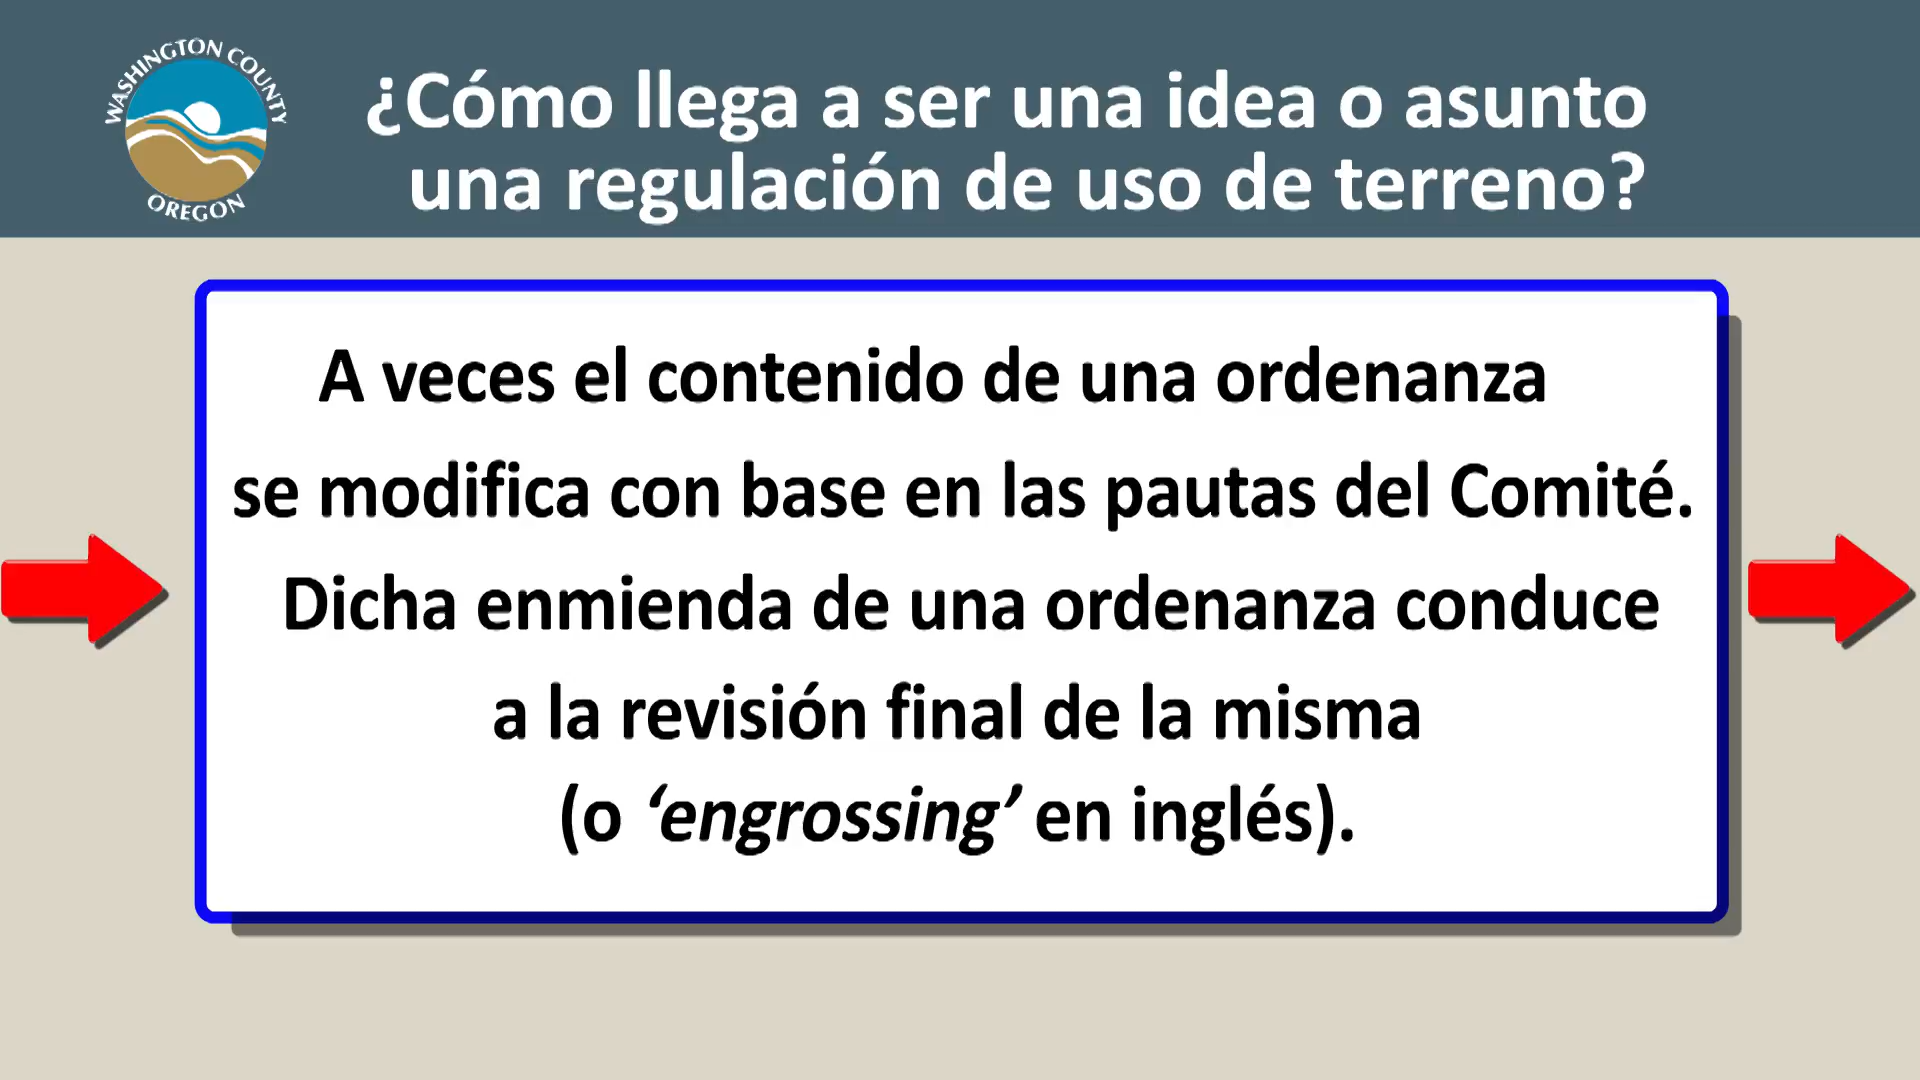 WASHINGTON COUNTY
OREGON
¿Cómo llega a ser una idea o asunto
una regulación de uso de terreno?
A veces el contenido de una ordenanza
se modifica con base en las pautas del Comité.
Dicha enmienda de una ordenanza conduce
a la revisión final de la misma
(o ‘engrossing’ en inglés).